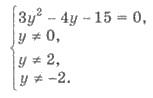 3y² − 4y − 15 = 0,
y ≠ 0,
y ≠ 2,
y ≠ −2.